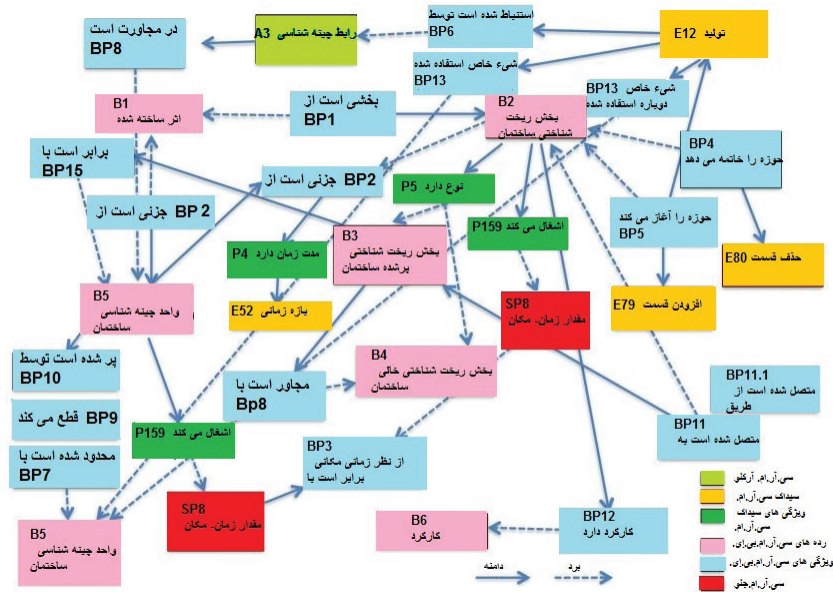 در مجاورت است
BP8
رابط چینه شناسی A3
استنباط شده است توسط
BP6
تولید E12
شیء خاص استفاده شده
BP13
BP13 شیء خاص
دوباره استفاده شده
B1
اثر ساخته شده
بخشی است از
BP1
B2
بخش ریخت
شناختی ساختمان
BP4
حوزه را خاتمه می دهد
برابر است با
BP15
BP2 جزئی است از
نوع دارد P5
BP 2 جزئی است از
B3
بخش ریخت شناختی
پرشده ساختمان
اشغال می کند P159
حوزه را آغاز می کند
BP5
حذف قسمت E80
مدت زمان دارد P4
B5
واحد چینه شناسی
ساختمان
بازه زمانی E52
SP8
مقدار زمان- مکان
افزودن قسمت E79
پر شده است توسط
BP10
مجاور است با
Bp8
B4
بخش ریخت شناختی خالی
ساختمان
BP11.1
متصل شده است از
طریق
BP9 قطع می کند
اشغال می کند P159
BP3
از نظر زمانی مکانی
برابر است با
BP11
متصل شده است به
محدود شده است با
BP7
SP8
مقدار زمان- مکان
B5
واحد چینه شناسی
ساختمان
B6
کارکرد
BP12
کارکرد دارد
سی.آر.ام. آرکئو
سیداک سی.آر.ام.
ویژگی های سیداک
سی.آر.ام.
رده های سی.آر.ام.بی.ای.
ویژگی های سی.آر.ام.بی.ای.
سی.آر.ام.جئو
دامنه
برد